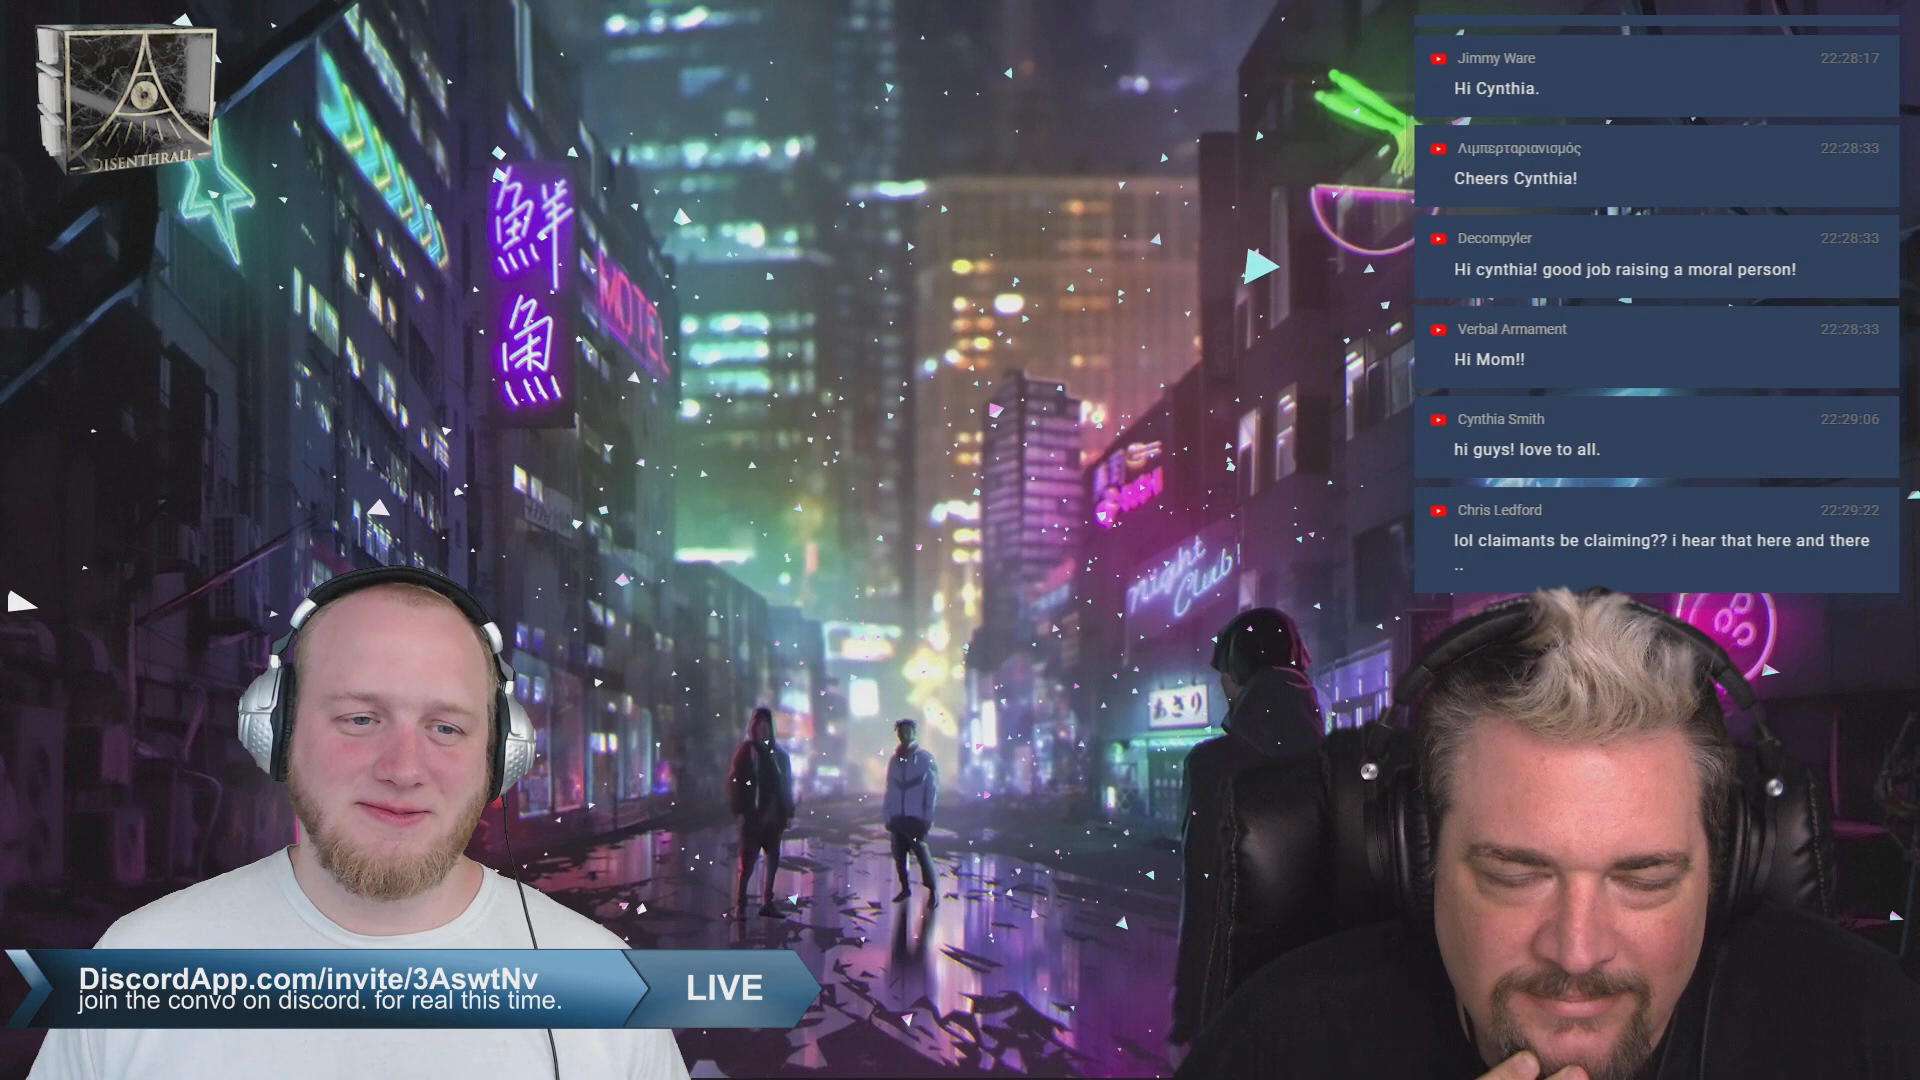 DISENTHRALL
鮮
魚
MOTEL
night
Club!
あさり
Jimmy Ware 22:28:17
Hi Cynthia.
Λιμπερταριανισμός 22:28:33
Cheers Cynthia!
Decompyler 22:28:33
Hi cynthia! good job raising a moral person!
Verbal Armament 22:28:33
Hi Mom!!
Cynthia Smith 22:29:06
hi guys! love to all.
Chris Ledford 22:29:22
lol claimants be claiming?? i hear that here and there
..
DiscordApp.com/invite/3AswtNv
join the convo on discord. for real this time.
LIVE